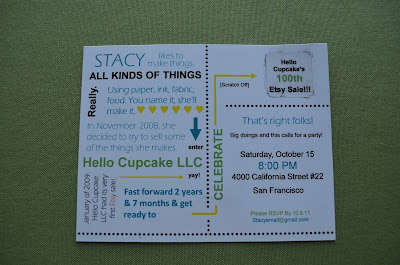 STACY likes to
make things.
ALL KINDS OF THINGS
Really.
Using paper, ink, fabric,
food. You name it, she'll
make it.
In November 2008, she
decided to try to sell some
of the things she makes.
enter
Hello Cupcake LLC
yay!
January of 2009
Hello Cupcake
LLC had its very
first Etsy sale!
Fast forward 2 years
& 7 months & get
ready to
CELEBRATE
[Scratch Off]
Hello
Cupcake's
100th
Etsy Sale!!!
That's right folks!
Big doings and this calls for a party!
Saturday, October 15
8:00 PM
4000 California Street #22
San Francisco
Please RSVP By 10.6.11
Stacyemail@gmail.com